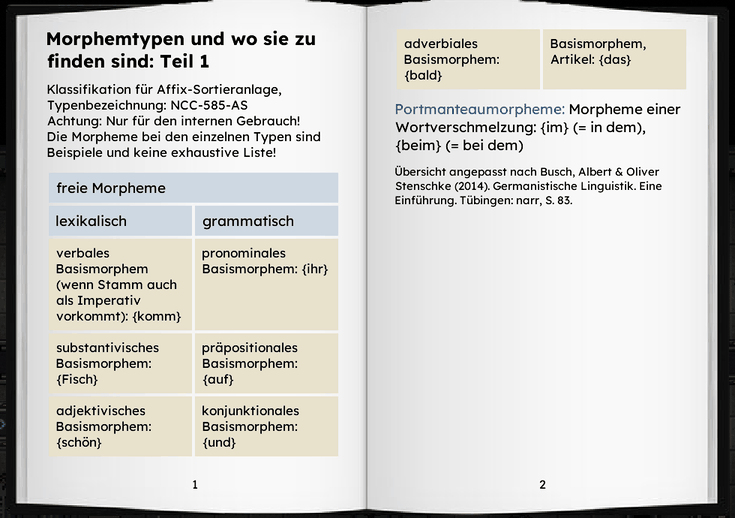 Morphemtypen und wo sie zu
finden sind: Teil 1
Klassifikation für Affix-Sortieranlage,
Typenbezeichnung: NCC-585-AS
Achtung: Nur für den internen Gebrauch!
Die Morpheme bei den einzelnen Typen sind
Beispiele und keine exhaustive Liste!
freie Morpheme
lexikalisch
grammatisch
verbales
Basismorphem
(wenn Stamm auch
als Imperativ
vorkommt): {komm}
pronominales
Basismorphem: {ihr}
substantivisches
Basismorphem:
{Fisch}
präpositionales
Basismorphem:
{auf}
adjektivisches
Basismorphem:
{schön}
konjunktionales
Basismorphem:
{und}
1
adverbiales
Basismorphem:
{bald}
Basismorphem,
Artikel: {das}
Portmanteaumorpheme: Morpheme einer
Wortverschmelzung: {im} (= in dem),
{beim} (= bei dem)
Übersicht angepasst nach Busch, Albert & Oliver
Stenschke (2014). Germanistische Linguistik. Eine
Einführung. Tübingen: narr, S. 83.
2